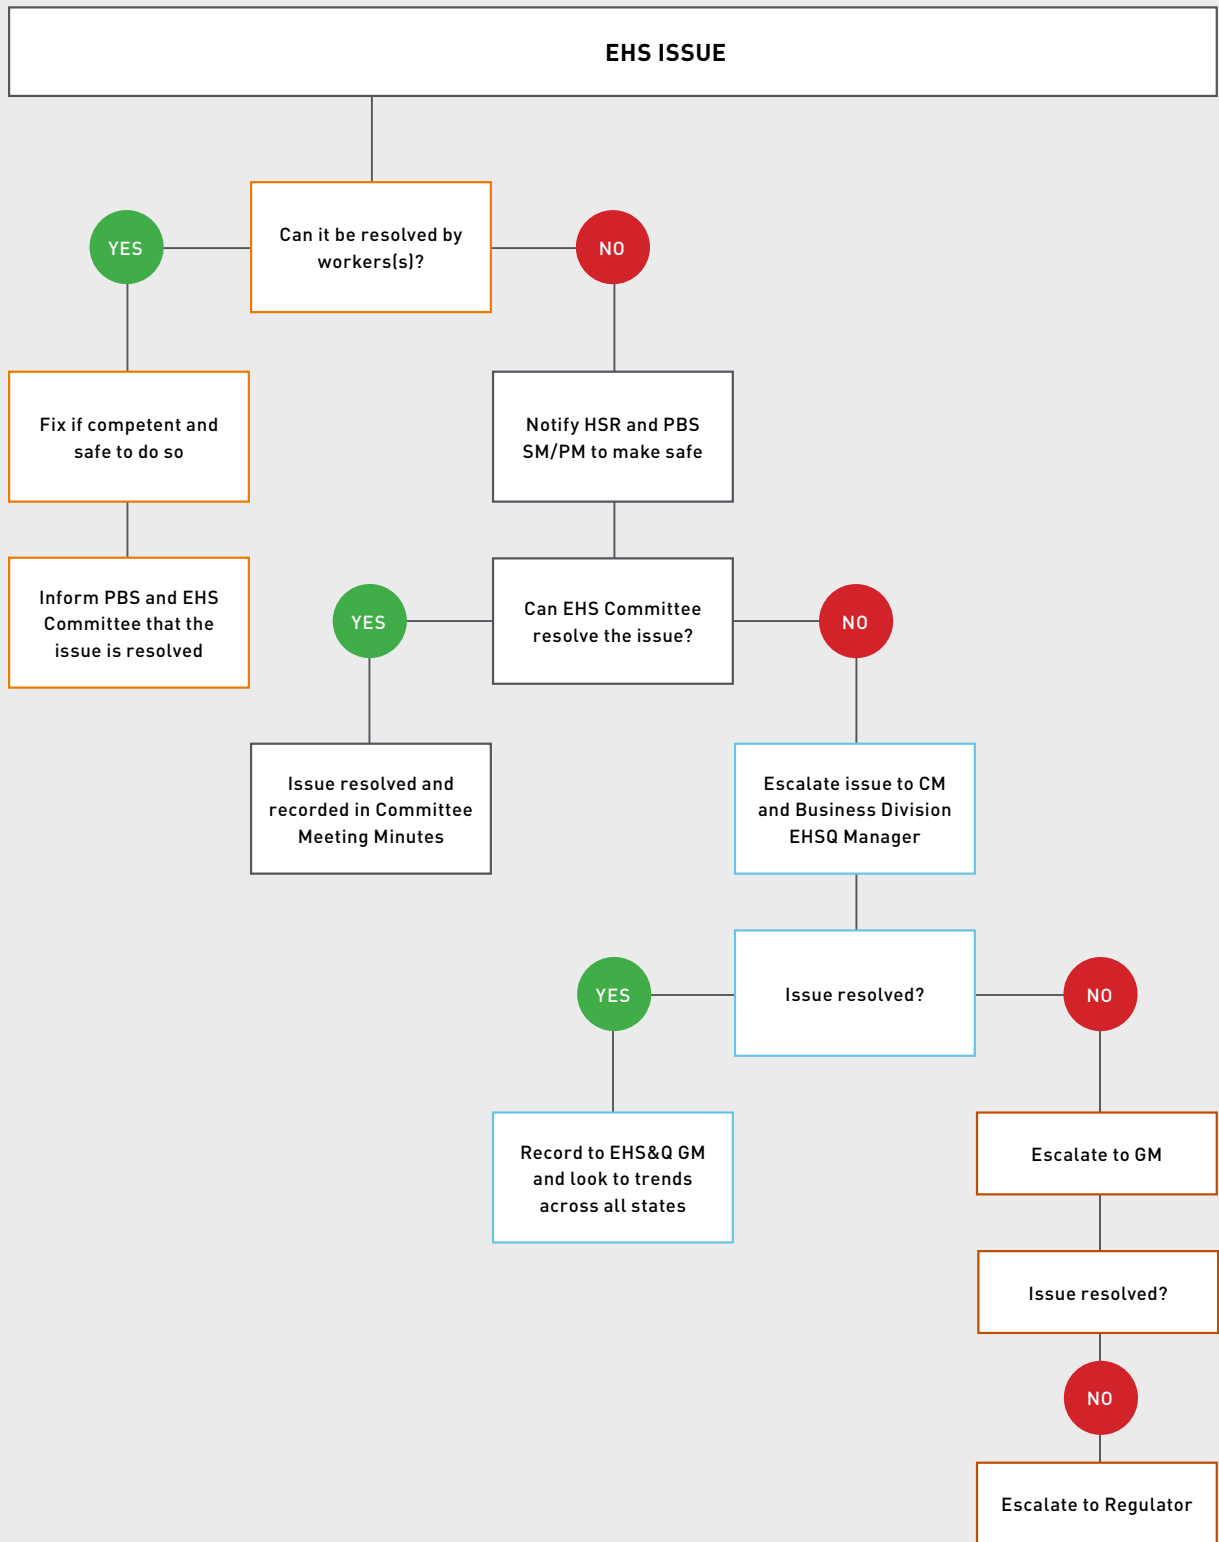 EHS ISSUE
Can it be resolved by
workers(s)?
YES
NO
Fix if competent and
safe to do so
Notify HSR and PBS
SM/PM to make safe
Inform PBS and EHS
Committee that the
issue is resolved
Can EHS Committee
resolve the issue?
YES
NO
Issue resolved and
recorded in Committee
Meeting Minutes
Escalate issue to CM
and Business Division
EHSQ Manager
Issue resolved?
YES
NO
Record to EHS&Q GM
and look to trends
across all states
Escalate to GM
Issue resolved?
NO
Escalate to Regulator